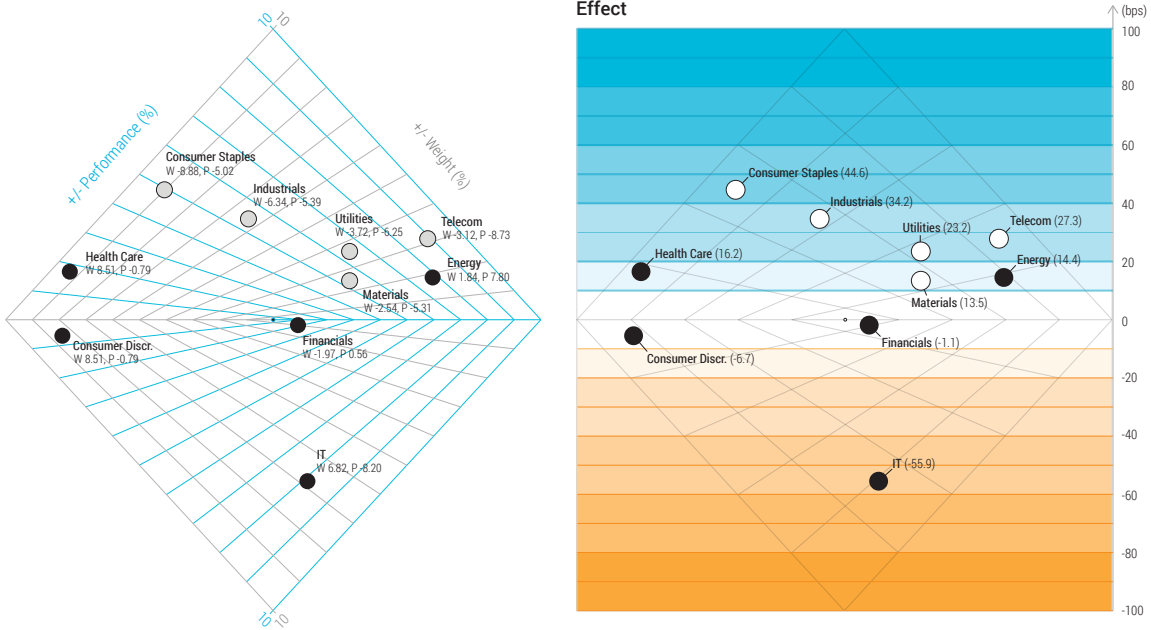 10 10
+/- Performance (%)
+/- Weight (%)
Consumer Staples
W -8.88, P -5.02
Industrials
W -6.34, P -5.39
Utilities
W -3.72, P -6.25
Telecom
W -3.12, P -8.73
Health Care
W 8.51, P -0.79
Energy
W 1.84, P 7.80
Materials
W -2.54, P -5.31
Financials
W -1.97, P 0.56
Consumer Discr.
W 8.51, P -0.79
IT
W 6.82, P -8.20
10 10
Effect
(bps)
100
80
60
40
20
0
-20
-40
-60
-80
-100
Consumer Staples (44.6)
Industrials (34.2)
Utilities (23.2)
Telecom (27.3)
Health Care (16.2)
Energy (14.4)
Materials (13.5)
Financials (-1.1)
Consumer Discr. (-6.7)
IT (-55.9)